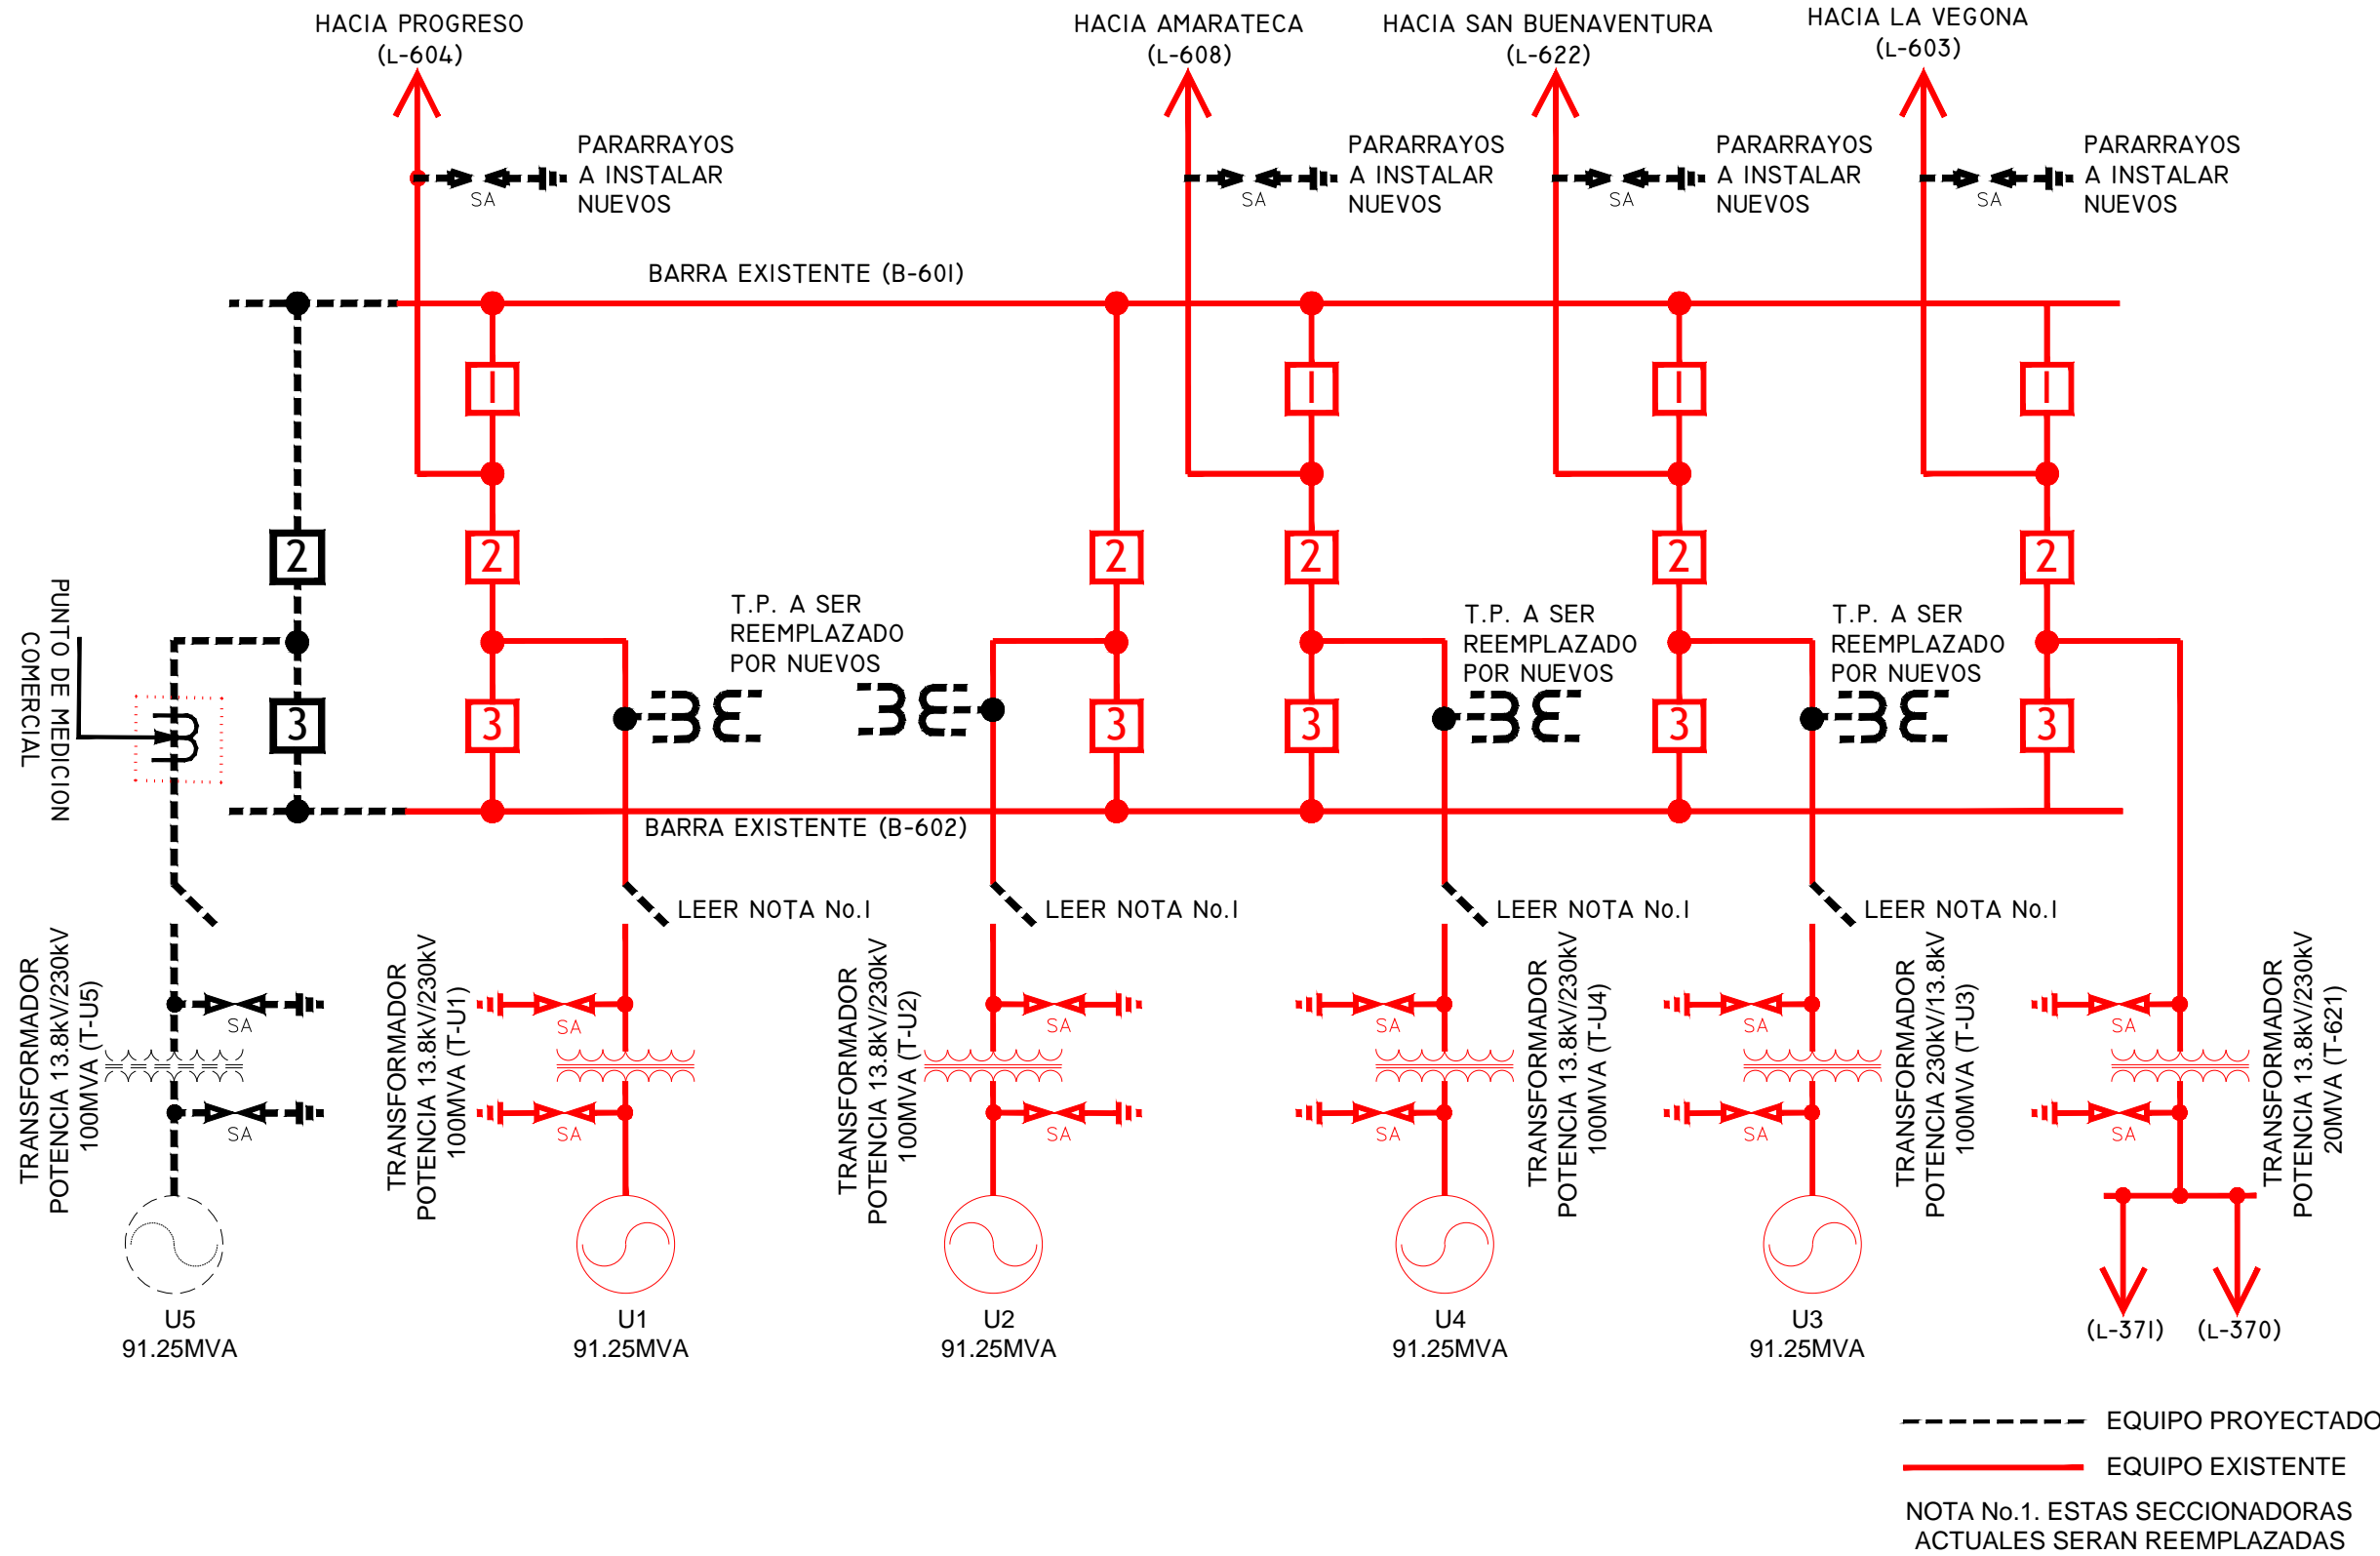 HACIA PROGRESO
(L-604)
HACIA AMARATECA
(L-608)
HACIA SAN BUENAVENTURA
(L-622)
HACIA LA VEGONA
(L-603)
PARARRAYOS
A INSTALAR
NUEVOS
SA
PARARRAYOS
A INSTALAR
NUEVOS
SA
PARARRAYOS
A INSTALAR
NUEVOS
SA
PARARRAYOS
A INSTALAR
NUEVOS
SA
BARRA EXISTENTE (B-601)
1
1
1
1
2
2
2
2
2
2
PUNTO DE MEDICION
COMERCIAL
T.P. A SER
REEMPLAZADO
POR NUEVOS
T.P. A SER
REEMPLAZADO
POR NUEVOS
T.P. A SER
REEMPLAZADO
POR NUEVOS
3
3
3
3
3
3
BARRA EXISTENTE (B-602)
LEER NOTA No.1
LEER NOTA No.1
LEER NOTA No.1
LEER NOTA No.1
TRANSFORMADOR
POTENCIA 13.8kV/230kV
100MVA (T-U5)
SA
SA
TRANSFORMADOR
POTENCIA 13.8kV/230kV
100MVA (T-U1)
SA
SA
TRANSFORMADOR
POTENCIA 13.8kV/230kV
100MVA (T-U2)
SA
SA
SA
SA
TRANSFORMADOR
POTENCIA 13.8kV/230kV
100MVA (T-U4)
SA
SA
TRANSFORMADOR
POTENCIA 230kV/13.8kV
100MVA (T-U3)
SA
SA
TRANSFORMADOR
POTENCIA 13.8kV/230kV
20MVA (T-621)
U5
91.25MVA
U1
91.25MVA
U2
91.25MVA
U4
91.25MVA
U3
91.25MVA
(L-371)
(L-370)
EQUIPO PROYECTADO
EQUIPO EXISTENTE
NOTA No.1. ESTAS SECCIONADORAS
ACTUALES SERAN REEMPLAZADAS